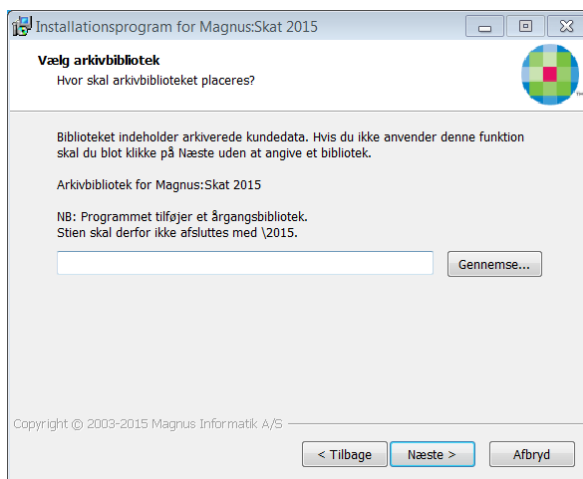 Installationsprogram for Magnus:Skat 2015
Vælg arkivbibliotek
Hvor skal arkivbiblioteket placeres?
TM
Biblioteket indeholder arkiverede kundedata. Hvis du ikke anvender denne funktion
skal du blot klikke på Næste uden at angive et bibliotek.
Arkivbibliotek for Magnus:Skat 2015
NB: Programmet tilføjer et årgangsbibliotek.
Stien skal derfor ikke afsluttes med \2015.
Gennemse...
Copyright © 2003-2015 Magnus Informatik A/S
< Tilbage
Næste >
Afbryd